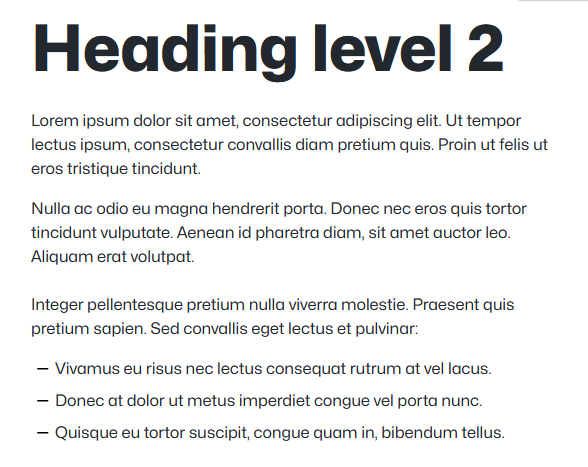 Heading level 2
Lorem ipsum dolor sit amet, consectetur adipiscing elit. Ut tempor
lectus ipsum, consectetur convallis diam pretium quis. Proin ut felis ut
eros tristique tincidunt.
Nulla ac odio eu magna hendrerit porta. Donec nec eros quis tortor
tincidunt vulputate. Aenean id pharetra diam, sit amet auctor leo.
Aliquam erat volutpat.
Integer pellentesque pretium nulla viverra molestie. Praesent quis
pretium sapien. Sed convallis eget lectus et pulvinar:
– Vivamus eu risus nec lectus consequat rutrum at vel lacus.
– Donec at dolor ut metus imperdiet congue vel porta nunc.
– Quisque eu tortor suscipit, congue quam in, bibendum tellus.